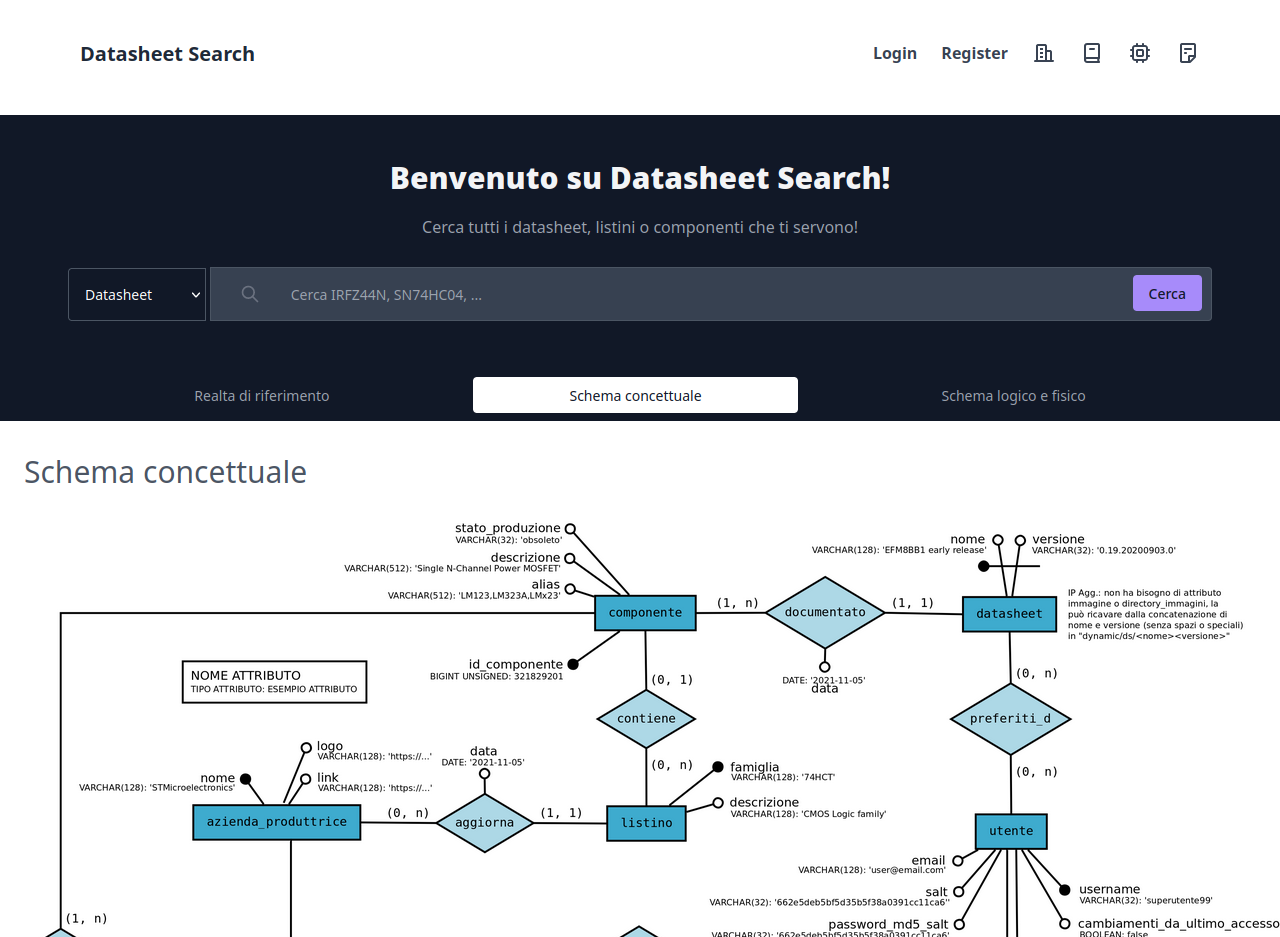 Datasheet Search
Login Register
Benvenuto su Datasheet Search!
Cerca tutti i datasheet, listini o componenti che ti servono!
Datasheet
Cerca IRFZ44N, SN74HC04, ...
Cerca
Realta di riferimento
Schema concettuale
Schema logico e fisico
Schema concettuale
stato_produzione
VARCHAR(32): 'obsoleto'
descrizione
VARCHAR(512): 'Single N-Channel Power MOSFET'
alias
VARCHAR(512): 'LM123,LM323A,LMx23'
componente
(1, n)
documentato
(1, 1)
DATE: '2021-11-05'
data
nome
VARCHAR(128): 'EFM8BB1 early release'
versione
VARCHAR(32): '0.19.20200903.0'
datasheet
IP Agg.: non ha bisogno di attributo
immagine o directory_immagini, la
può ricavare dalla concatenazione di
nome e versione (senza spazi o speciali)
in "dynamic/ds/<nome><versione>"
id_componente
BIGINT UNSIGNED: 321829201
NOME ATTRIBUTO
TIPO ATTRIBUTO: ESEMPIO ATTRIBUTO
(0, 1)
contiene
(0, n)
(0, n)
preferiti_d
(0, n)
logo
VARCHAR(128): 'https://...'
nome
VARCHAR(128): 'STMicroelectronics'
link
VARCHAR(128): 'https://...'
data
DATE: '2021-11-05'
azienda_produttrice
(0, n)
aggiorna
(1, 1)
listino
famiglia
VARCHAR(128): '74HCT'
descrizione
VARCHAR(128): 'CMOS Logic family'
utente
email
VARCHAR(128): 'user@email.com'
salt
VARCHAR(32): '662e5deb5bf5d35b5f38a0391cc11ca6''
password_md5_salt
VARCHAR(32): '662e5deb5bf5d35b5f38a0391cc11ca6'
username
VARCHAR(32): 'superutente99'
cambiamenti_da_ultimo_accesso
BOOLEAN: false
(1, n)